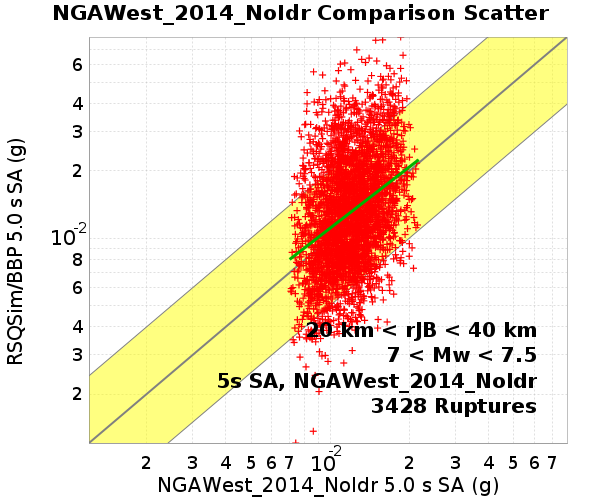 NGAWest_2014_NoIdr Comparison Scatter
RSQSim/BBP 5.0 s SA (g)
6
4
3
2
10-2
8
6
4
3
2
20 km < rJB < 40 km
7 < Mw < 7.5
5s SA, NGAWest_2014_NoIdr
3428 Ruptures
2 3 4 5 6 7 10-2 2 3 4 5 6 7
NGAWest_2014_NoIdr 5.0 s SA (g)